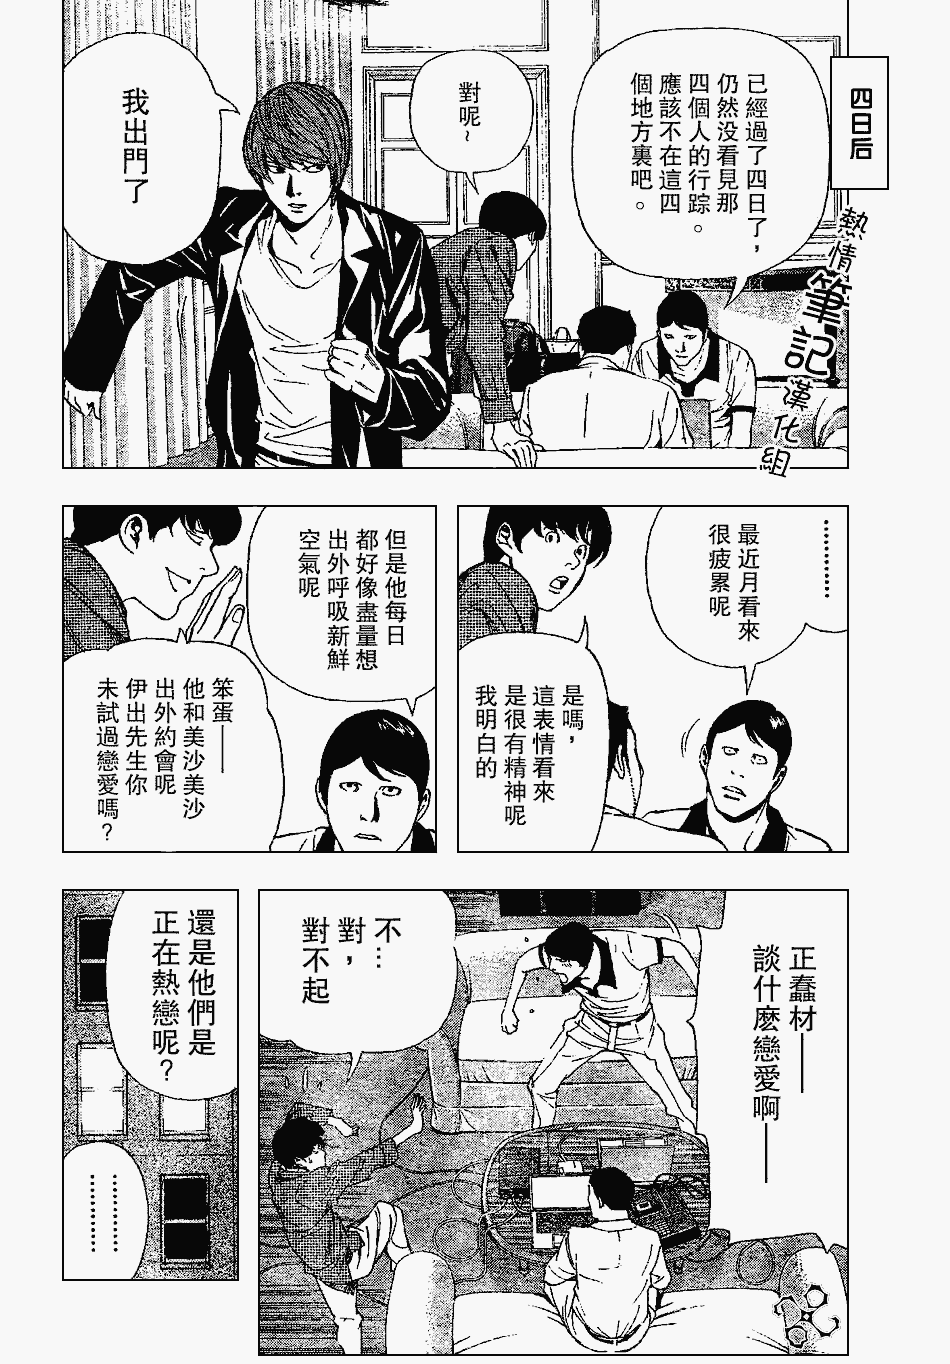 四日后
熱情筆記漢化組
已經過了四日了，
仍然没看見那
四個人的行踪。
應該不在這四
個地方裏吧。
對呢~
我出門了
…………
最近月看來
很疲累呢
是嗎，
這表情看來
是很有精神呢
我明白的
但是他每日
都好像盡量想
出外呼吸新鮮
空氣呢
笨蛋——
他和美沙美沙
出外約會呢
伊出先生你
未試過戀愛嗎？
正蠢材——
談什麽戀愛啊——
不…
對，
對不起
還是他們是
正在熱戀呢？
…………
…………